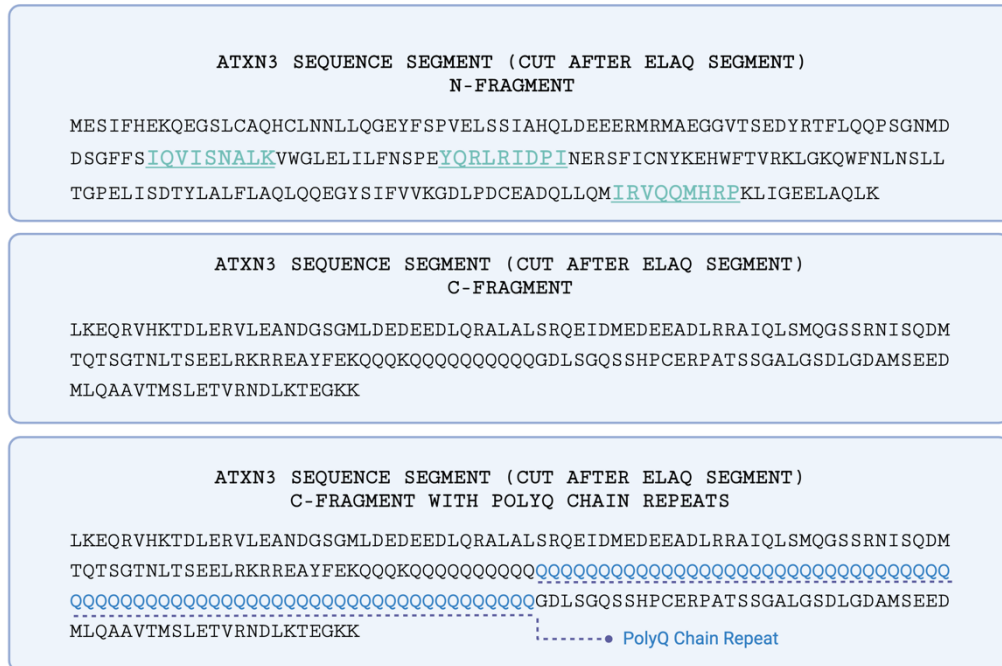 ATXN3 SEQUENCE SEGMENT (CUT AFTER ELAQ SEGMENT)
N-FRAGMENT
MESIFHEKQEGSLCAQHCLNNLLQGEYFSPVELSSIAHQLDEEERMRMAEGGVTSEDYRTFLQQPSGNMD
DSGFFSIQVISNALKVWGLELILFNSPEYQRLRIDPINERSFICNYKEHWFTVRKLGKQWFNLNSLL
TGPELISDTYLALFLAQLQQEGYSIFVVKGDLPDCEADQLLQMIRVQQMHRPKLIGEELAQLK
ATXN3 SEQUENCE SEGMENT (CUT AFTER ELAQ SEGMENT)
C-FRAGMENT
LKEQRVHKTDLERVLEANDGSGMLDEDEEDLQRALALSRQEIDMEDEEADLRRAIQLSMQGSSRNISQDM
TQTSGTNLTSEELRKRREAYFEKQQQKQQQQQQQQQQGDLSGQSSHPCERPATSSGALGSDLGDAMSEED
MLQAAVTMSLETVRNDLKTEGKK
ATXN3 SEQUENCE SEGMENT (CUT AFTER ELAQ SEGMENT)
C-FRAGMENT WITH POLYQ CHAIN REPEATS
LKEQRVHKTDLERVLEANDGSGMLDEDEEDLQRALALSRQEIDMEDEEADLRRAIQLSMQGSSRNISQDM
TQTSGTNLTSEELRKRREAYFEKQQQKQQQQQQQQQQQQQQQQQQQQQQQQQQQQQQQQQQQQQQQQQQQ
QQQQQQQQQQQQQQQQQQQQQQQQQQQQQQQQQQQQQGDLSGQSSHPCERPATSSGALGSDLGDAMSEED
MLQAAVTMSLETVRNDLKTEGKK
PolyQ Chain Repeat